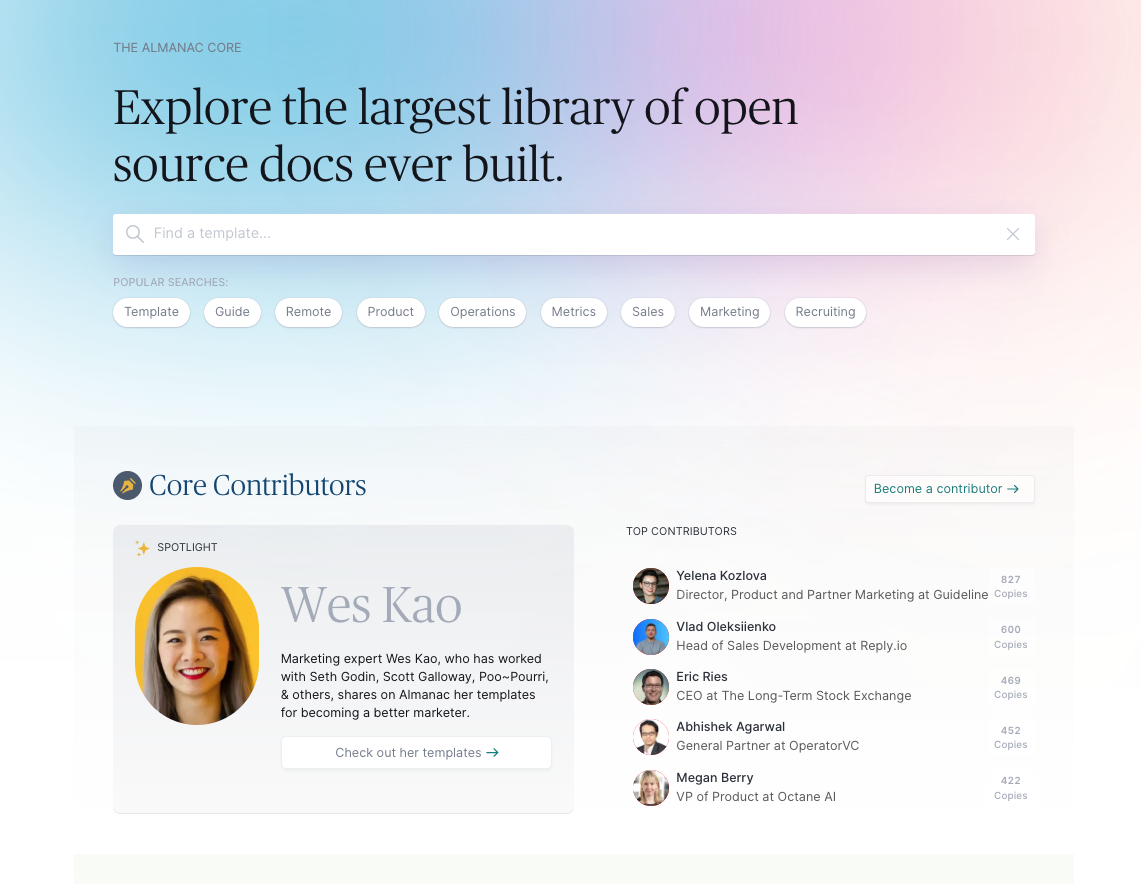 THE ALMANAC CORE
Explore the largest library of open
source docs ever built.
Find a template...
POPULAR SEARCHES:
Template Guide Remote Product Operations Metrics Sales Marketing Recruiting
Core Contributors
Become a contributor →
SPOTLIGHT
Wes Kao
Marketing expert Wes Kao, who has worked
with Seth Godin, Scott Galloway, Poo~Pourri,
& others, shares on Almanac her templates
for becoming a better marketer.
Check out her templates →
TOP CONTRIBUTORS
Yelena Kozlova
Director, Product and Partner Marketing at Guideline
827
Copies
Vlad Oleksiienko
Head of Sales Development at Reply.io
600
Copies
Eric Ries
CEO at The Long-Term Stock Exchange
469
Copies
Abhishek Agarwal
General Partner at OperatorVC
452
Copies
Megan Berry
VP of Product at Octane AI
422
Copies